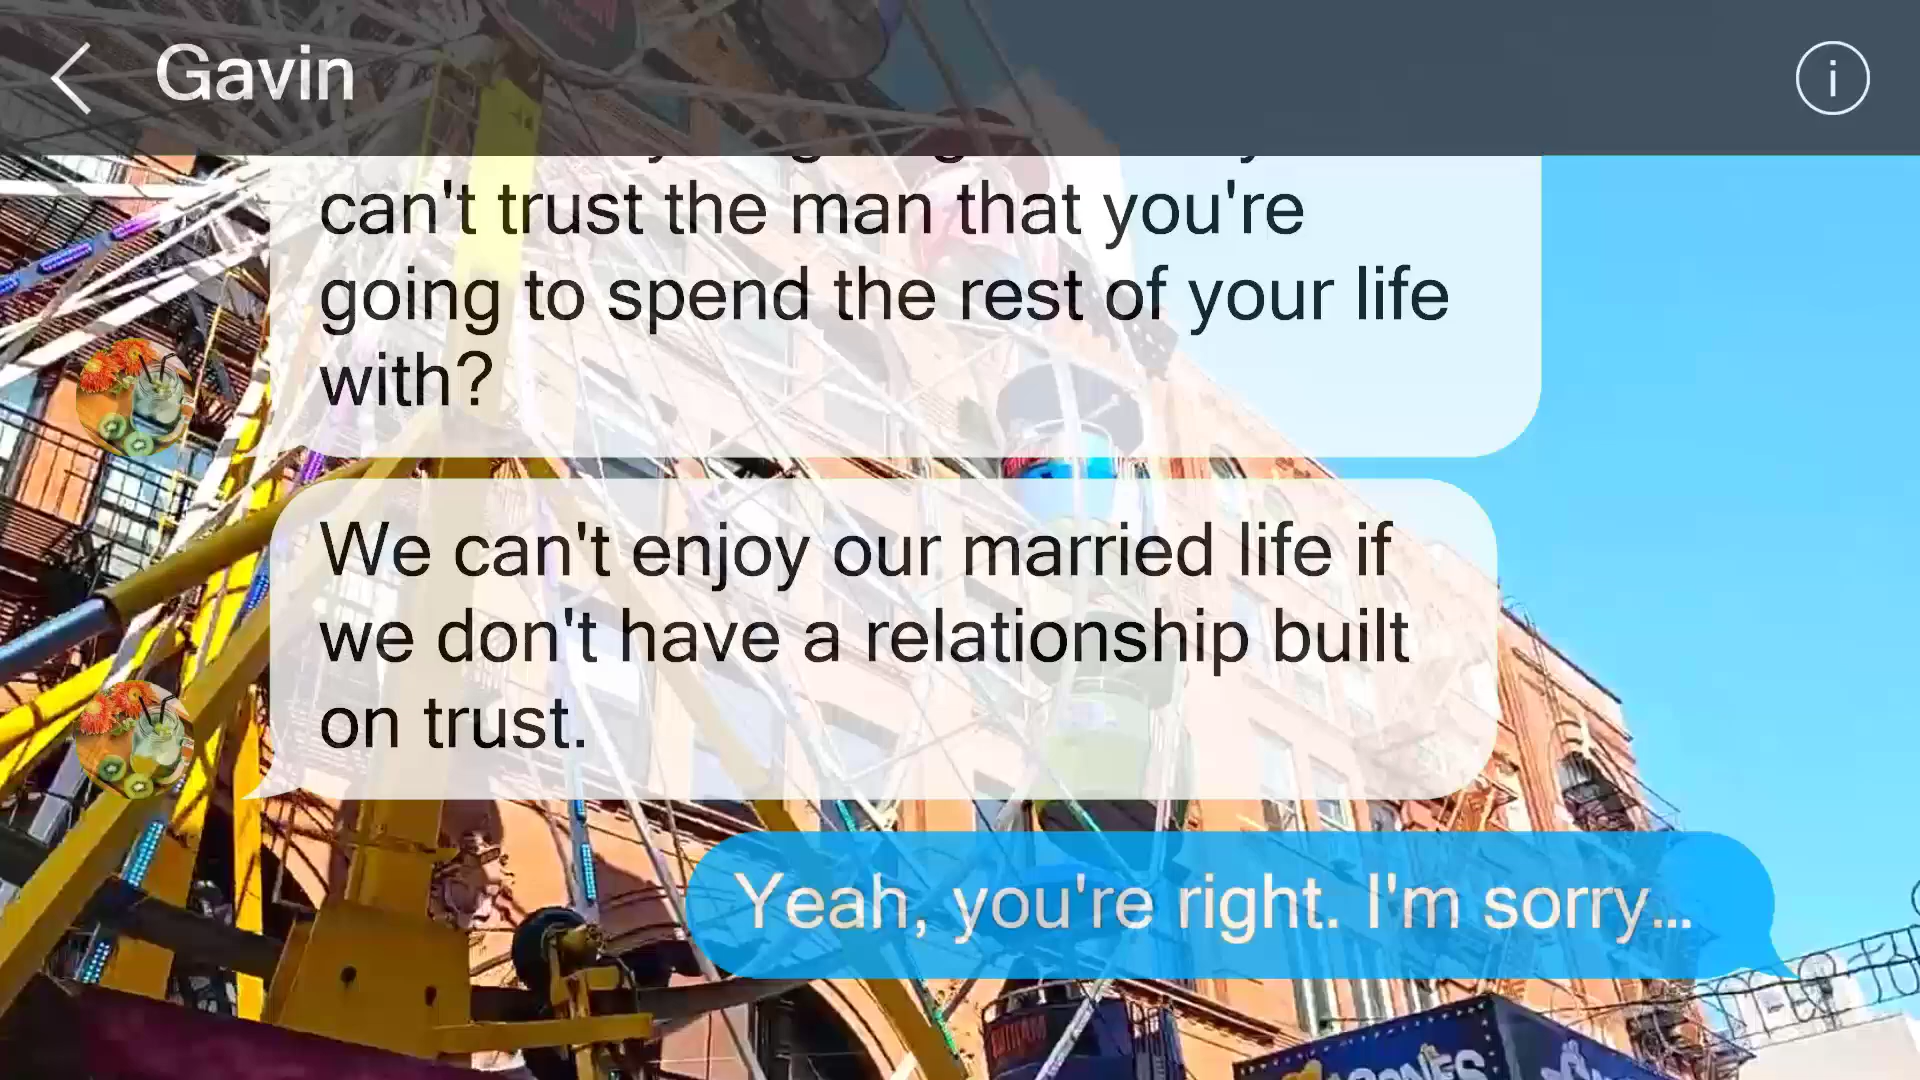 Gavin
can't trust the man that you're
going to spend the rest of your life
with?
We can't enjoy our married life if
we don't have a relationship built
on trust.
Yeah, you're right. I'm sorry...